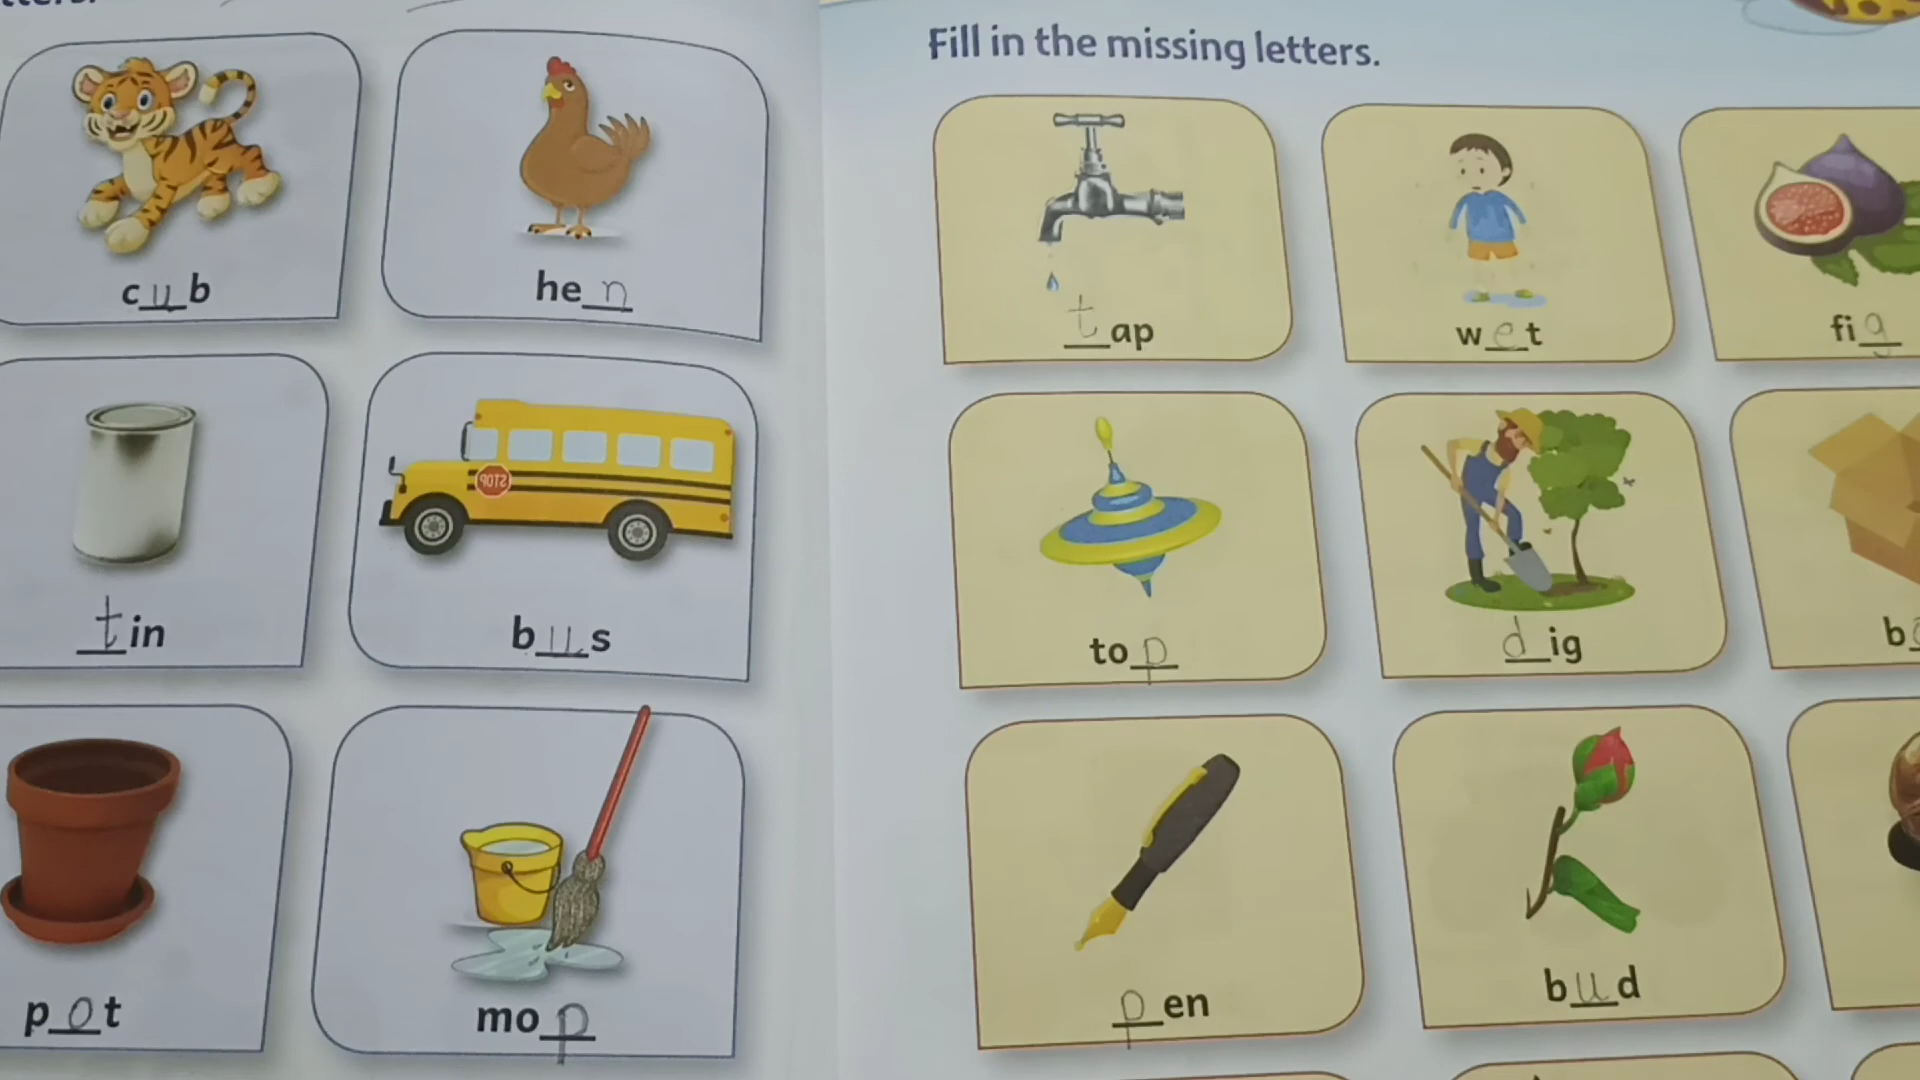 Fill in the missing letters.
cub
hen
tin
bus
STOP
pot
mop
tap
wet
fig
top
dig
pen
bud